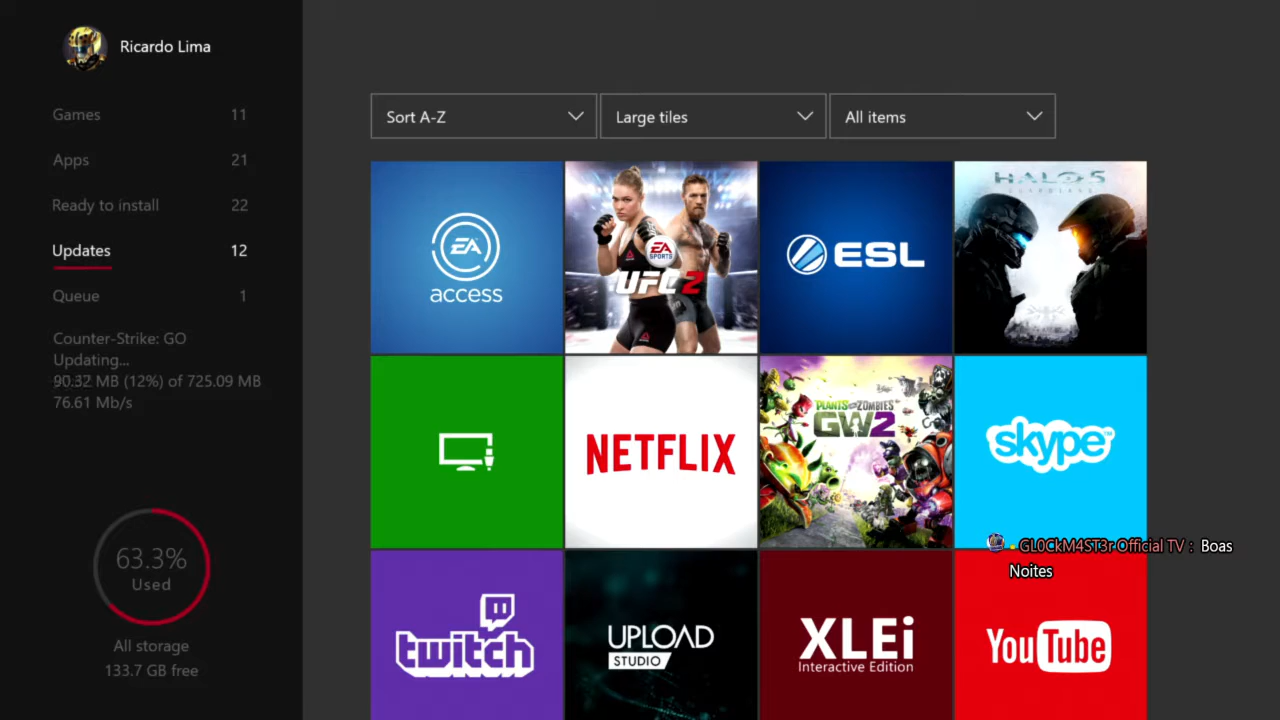 Ricardo Lima
Games 11
Apps 21
Ready to install 22
Updates 12
Queue 1
Counter-Strike: GO
Updating...
90.32 MB (12%) of 725.09 MB
76.61 Mb/s
63.3%
Used
All storage
133.7 GB free
Sort A-Z
Large tiles
All items
EA
access
EA
SPORTS
UFC 2
ESL
HALO 5
GUARDIANS
NETFLIX
PLANTS VS. ZOMBIES
GW2
skype™
twitch
UPLOAD
STUDIO
XLEi
Interactive Edition
YouTube
GL0CkM4ST3r Official TV : Boas
Noites